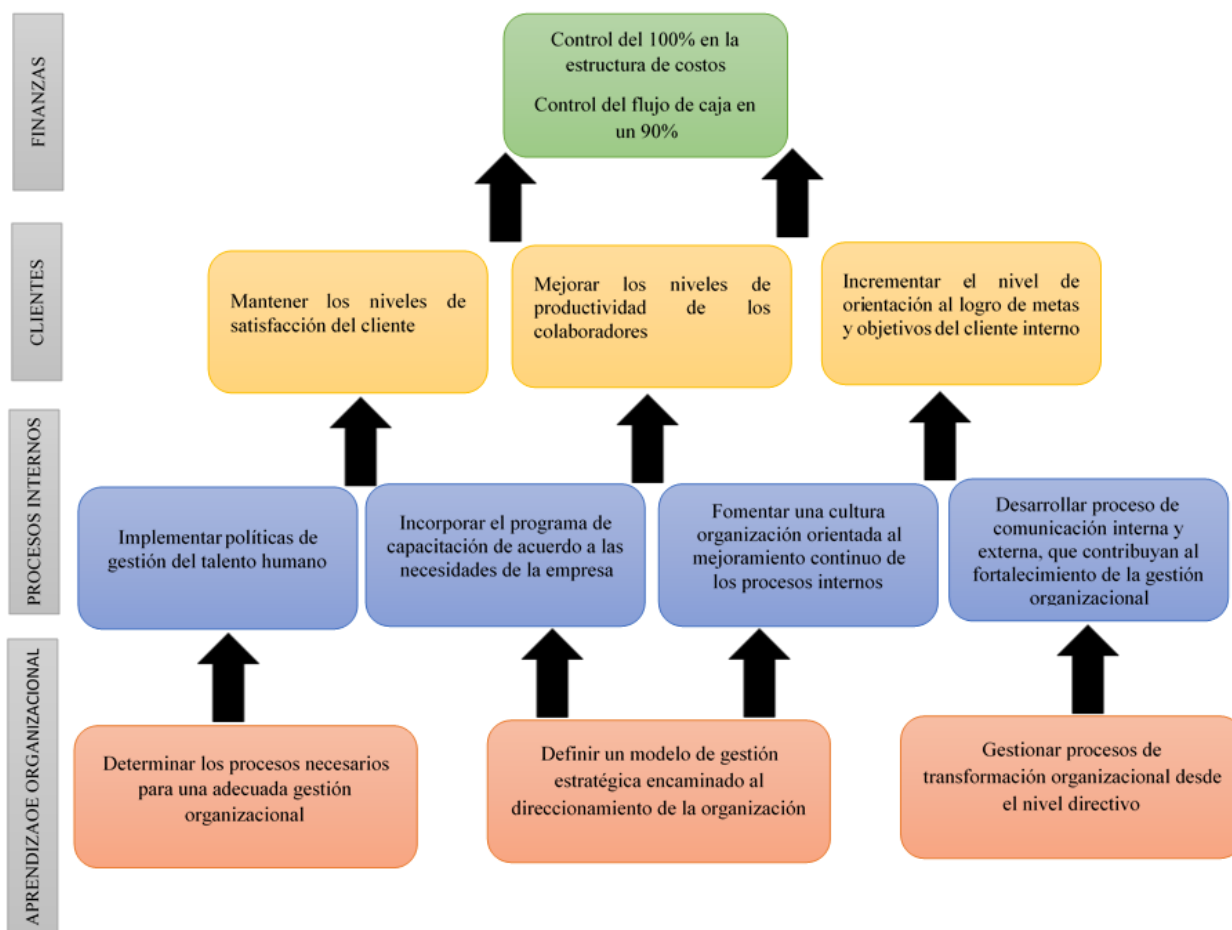 FINANZAS
Control del 100% en la
estructura de costos
Control del flujo de caja en
un 90%
CLIENTES
Mantener los niveles de
satisfacción del cliente
Mejorar los niveles de
productividad de los
colaboradores
Incrementar el nivel de
orientación al logro de metas
y objetivos del cliente interno
PROCESOS INTERNOS
Implementar políticas de
gestión del talento humano
Incorporar el programa de
capacitación de acuerdo a las
necesidades de la empresa
Fomentar una cultura
organización orientada al
mejoramiento continuo de
los procesos internos
Desarrollar proceso de
comunicación interna y
externa, que contribuyan al
fortalecimiento de la gestión
organizacional
APRENDIZAOE ORGANIZACIONAL
Determinar los procesos necesarios
para una adecuada gestión
organizacional
Definir un modelo de gestión
estratégica encaminado al
direccionamiento de la organización
Gestionar procesos de
transformación organizacional desde
el nivel directivo